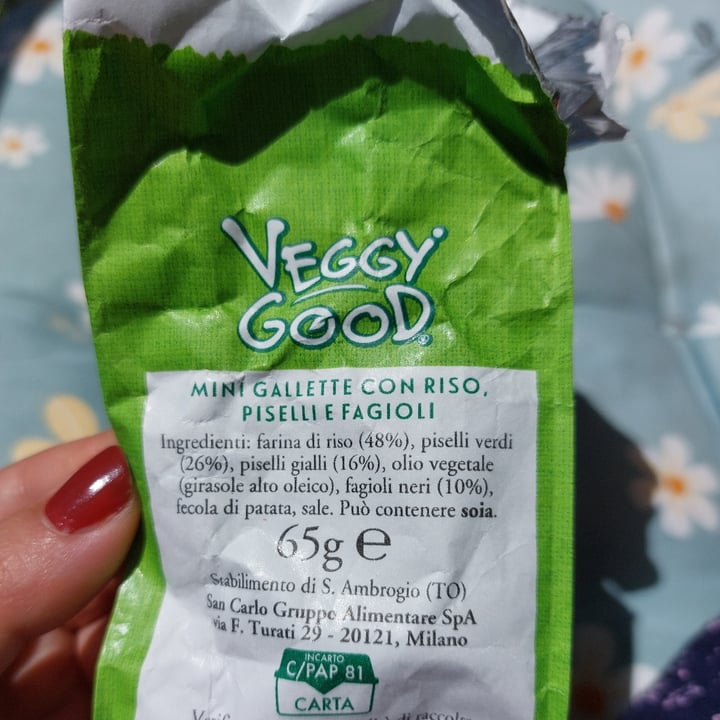 VEGGY
GOOD®
MINI GALLETTE CON RISO,
PISELLI E FAGIOLI
Ingredienti: farina di riso (48%), piselli verdi
(26%), piselli gialli (16%), olio vegetale
(girasole alto oleico), fagioli neri (10%),
fecola di patata, sale. Può contenere soia.
65g ℮
Stabilimento di S. Ambrogio (TO)
San Carlo Gruppo Alimentare SpA
via F. Turati 29 - 20121, Milano
INCARTO
C/PAP 81
CARTA
di raccolta